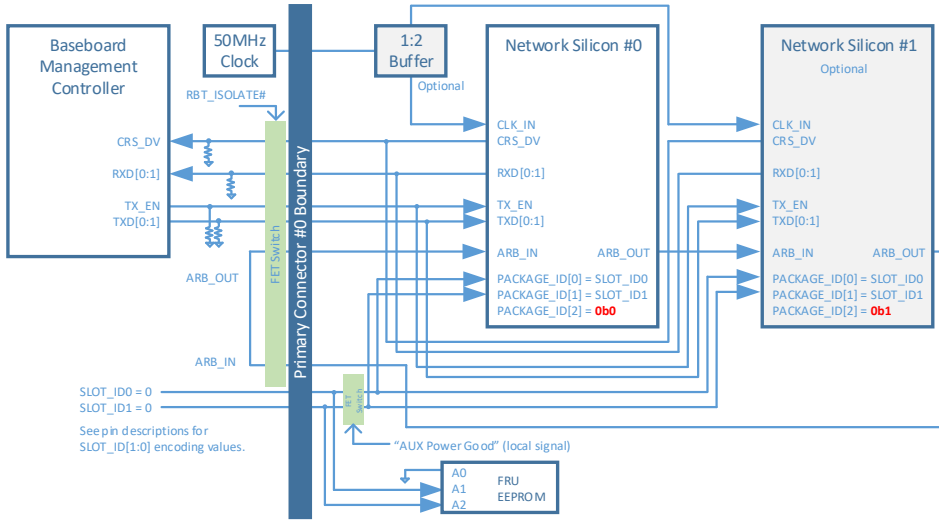 Baseboard
Management
Controller
50MHz
Clock
1:2
Buffer
Optional
Network Silicon #0
Network Silicon #1
Optional
RBT_ISOLATE#
CRS_DV
RXD[0:1]
TX_EN
TXD[0:1]
FET Switch
Primary Connector #0 Boundary
CLK_IN
CRS_DV
RXD[0:1]
TX_EN
TXD[0:1]
ARB_IN
ARB_OUT
PACKAGE_ID[0] = SLOT_ID0
PACKAGE_ID[1] = SLOT_ID1
PACKAGE_ID[2] = 0b0
CLK_IN
CRS_DV
RXD[0:1]
TX_EN
TXD[0:1]
ARB_IN
ARB_OUT
PACKAGE_ID[0] = SLOT_ID0
PACKAGE_ID[1] = SLOT_ID1
PACKAGE_ID[2] = 0b1
ARB_OUT
ARB_IN
SLOT_ID0 = 0
SLOT_ID1 = 0
See pin descriptions for
SLOT_ID[1:0] encoding values.
FET
Switch
“AUX Power Good” (local signal)
A0
A1
A2
FRU
EEPROM